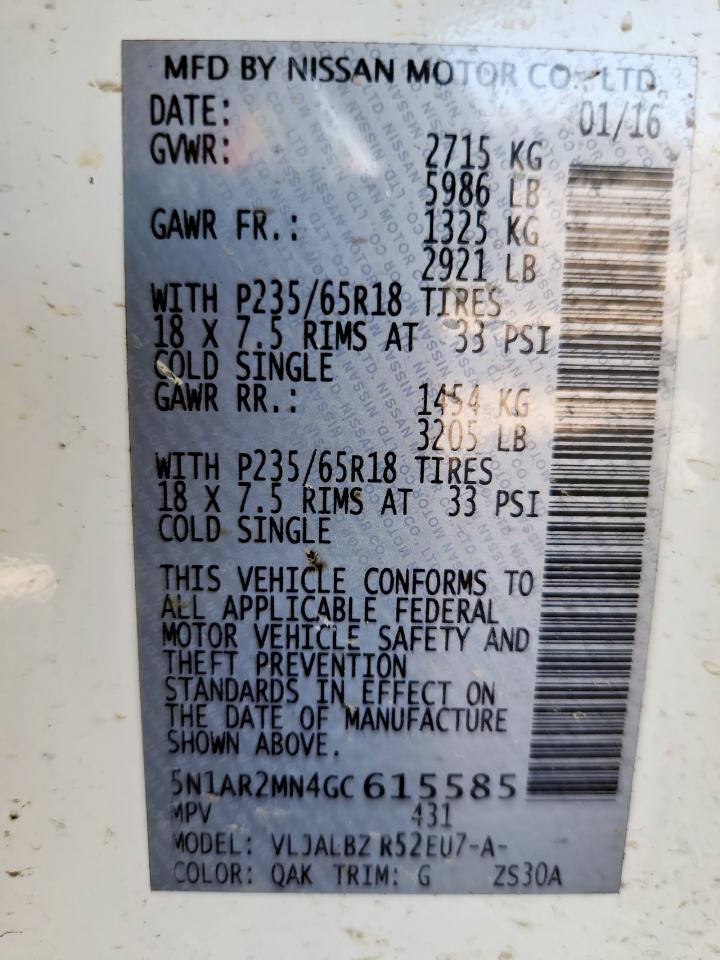 MFD BY NISSAN MOTOR CO., LTD.
DATE: 01/16
GVWR: 2715 KG
5986 LB
GAWR FR.: 1325 KG
2921 LB
WITH P235/65R18 TIRES
18 X 7.5 RIMS AT 33 PSI
COLD SINGLE
GAWR RR.: 1454 KG
3205 LB
WITH P235/65R18 TIRES
18 X 7.5 RIMS AT 33 PSI
COLD SINGLE
THIS VEHICLE CONFORMS TO
ALL APPLICABLE FEDERAL
MOTOR VEHICLE SAFETY AND
THEFT PREVENTION
STANDARDS IN EFFECT ON
THE DATE OF MANUFACTURE
SHOWN ABOVE.
5N1AR2MN4GC615585
MPV 431
MODEL: VLJALBZ R52EU7-A-
COLOR: QAK TRIM: G ZS30A